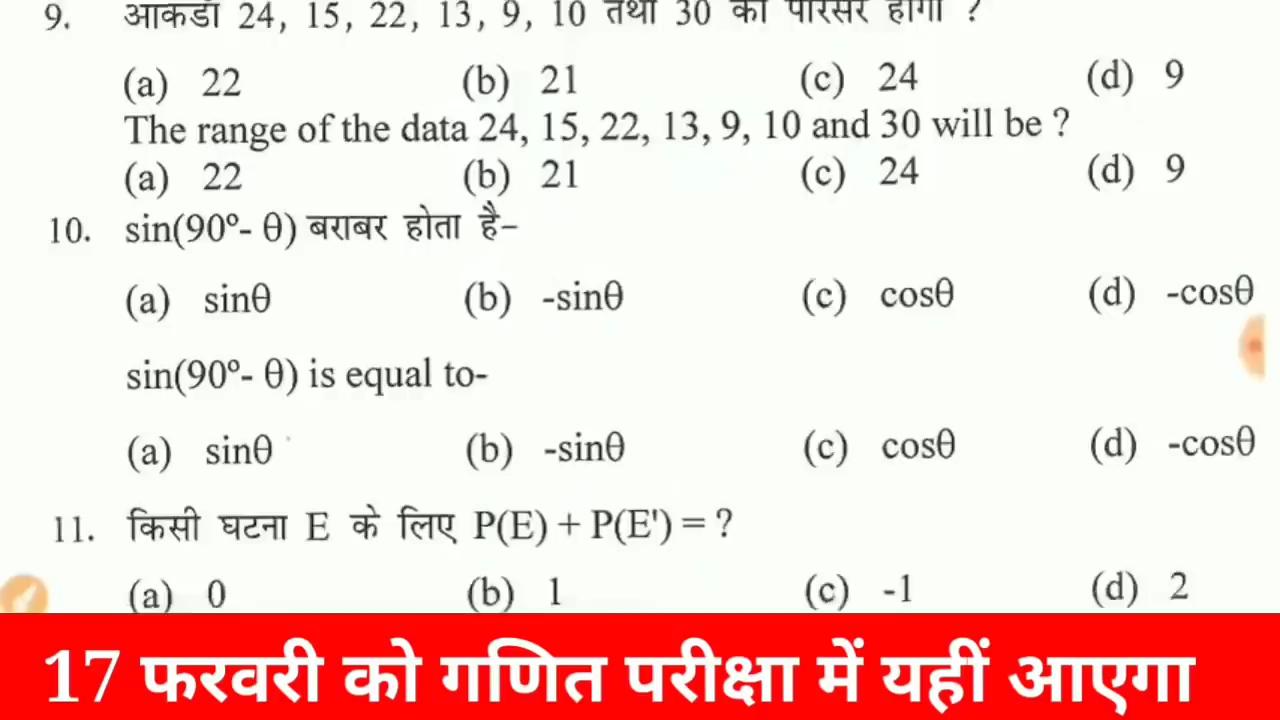 9. 24, 15, 22, 13, 9, 10 तथा 30 का परिसर होगा ?
(a) 22 (b) 21 (c) 24 (d) 9
The range of the data 24, 15, 22, 13, 9, 10 and 30 will be ?
(a) 22 (b) 21 (c) 24 (d) 9
10. sin(90º- θ) बराबर होता है-
(a) sinθ (b) -sinθ (c) cosθ (d) -cosθ
sin(90º- θ) is equal to-
(a) sinθ (b) -sinθ (c) cosθ (d) -cosθ
11. किसी घटना E के लिए P(E) + P(E') = ?
(a) 0 (b) 1 (c) -1 (d) 2
17 फरवरी को गणित परीक्षा में यहीं आएगा